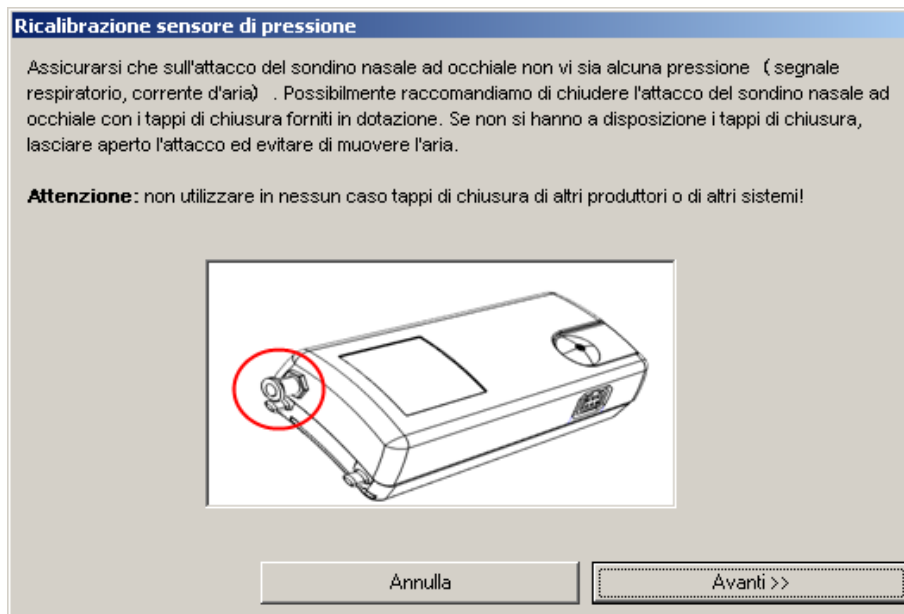 Ricalibrazione sensore di pressione
Assicurarsi che sull'attacco del sondino nasale ad occhiale non vi sia alcuna pressione ( segnale
respiratorio, corrente d'aria) . Possibilmente raccomandiamo di chiudere l'attacco del sondino nasale ad
occhiale con i tappi di chiusura forniti in dotazione. Se non si hanno a disposizione i tappi di chiusura,
lasciare aperto l'attacco ed evitare di muovere l'aria.
Attenzione: non utilizzare in nessun caso tappi di chiusura di altri produttori o di altri sistemi!
Annulla
Avanti >>